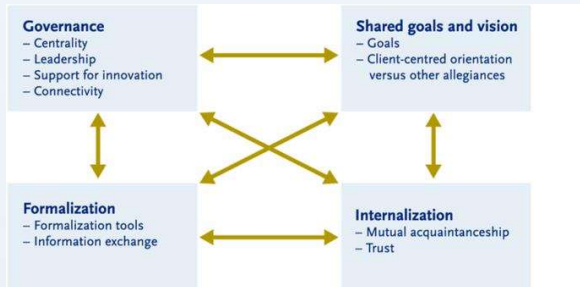 Governance
– Centrality
– Leadership
– Support for innovation
– Connectivity
Shared goals and vision
– Goals
– Client-centred orientation
versus other allegiances
Formalization
– Formalization tools
– Information exchange
Internalization
– Mutual acquaintanceship
– Trust